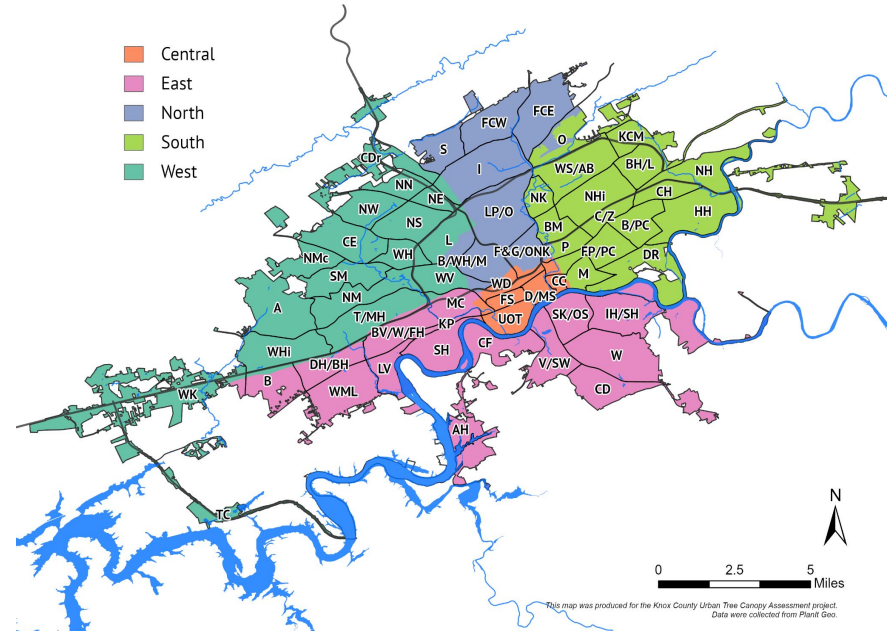 Central
East
North
South
West
FCE
FCW
O
KCM
S
CDr
I
WS/AB
BH/L
NH
NN
NE
NK
NHi
CH
NW
NS
LP/O
C/Z
B/PC
HH
CE
L
BM
NMc
WH
B/WH/M
F&G/ONK
P
FP/PC
DR
SM
WV
M
A
NM
WD
CC
MC
FS
D/MS
T/MH
KP
UOT
SK/OS
IH/SH
BV/W/FH
WHi
SH
CF
W
DH/BH
LV
V/SW
B
WML
CD
WK
AH
TC
N
0 2.5 5
Miles
This map was produced for the Knox County Urban Tree Canopy Assessment project.
Data were collected from PlanIt Geo.